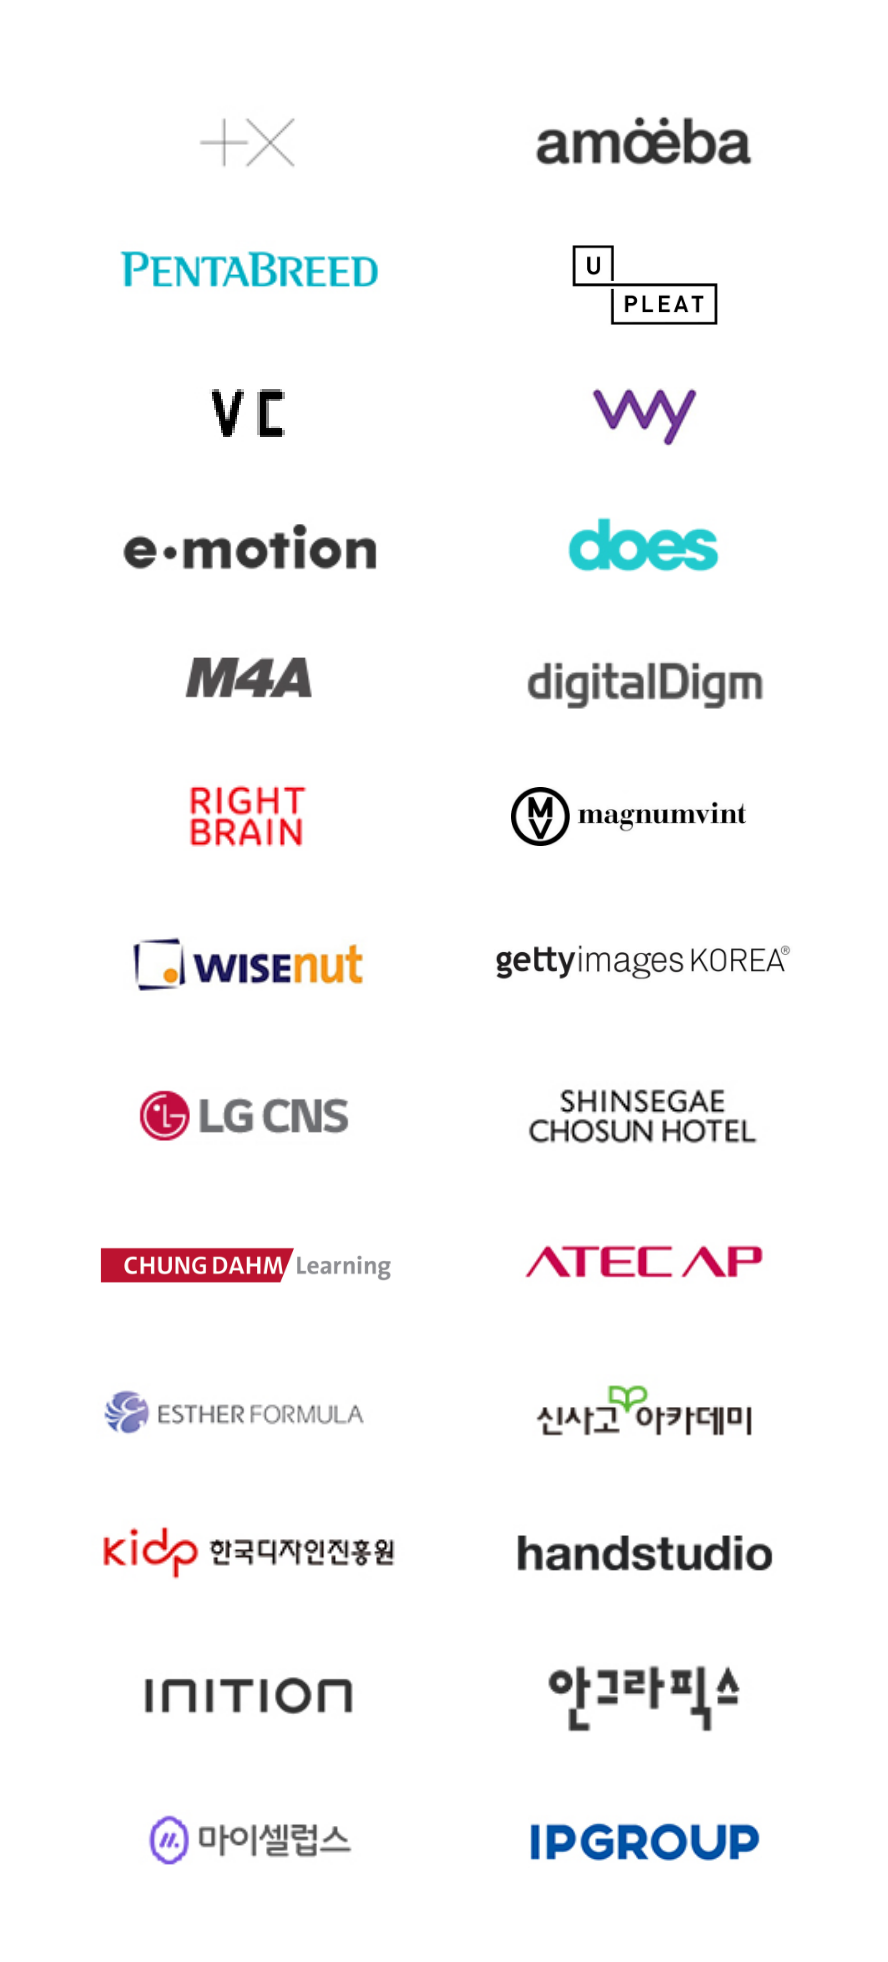 +X
amöëba
PENTABREED
U
PLEAT
VC
wy
e·motion
does
M4A
digitalDigm
RIGHT
BRAIN
MV magnumvint
WISEnut
gettyimages KOREA®
LG CNS
SHINSEGAE
CHOSUN HOTEL
CHUNG DAHM Learning
ATEC AP
ESTHER FORMULA
신사고 아카데미
kidp 한국디자인진흥원
handstudio
INITION
안그라픽스
마이셀럽스
IPGROUP